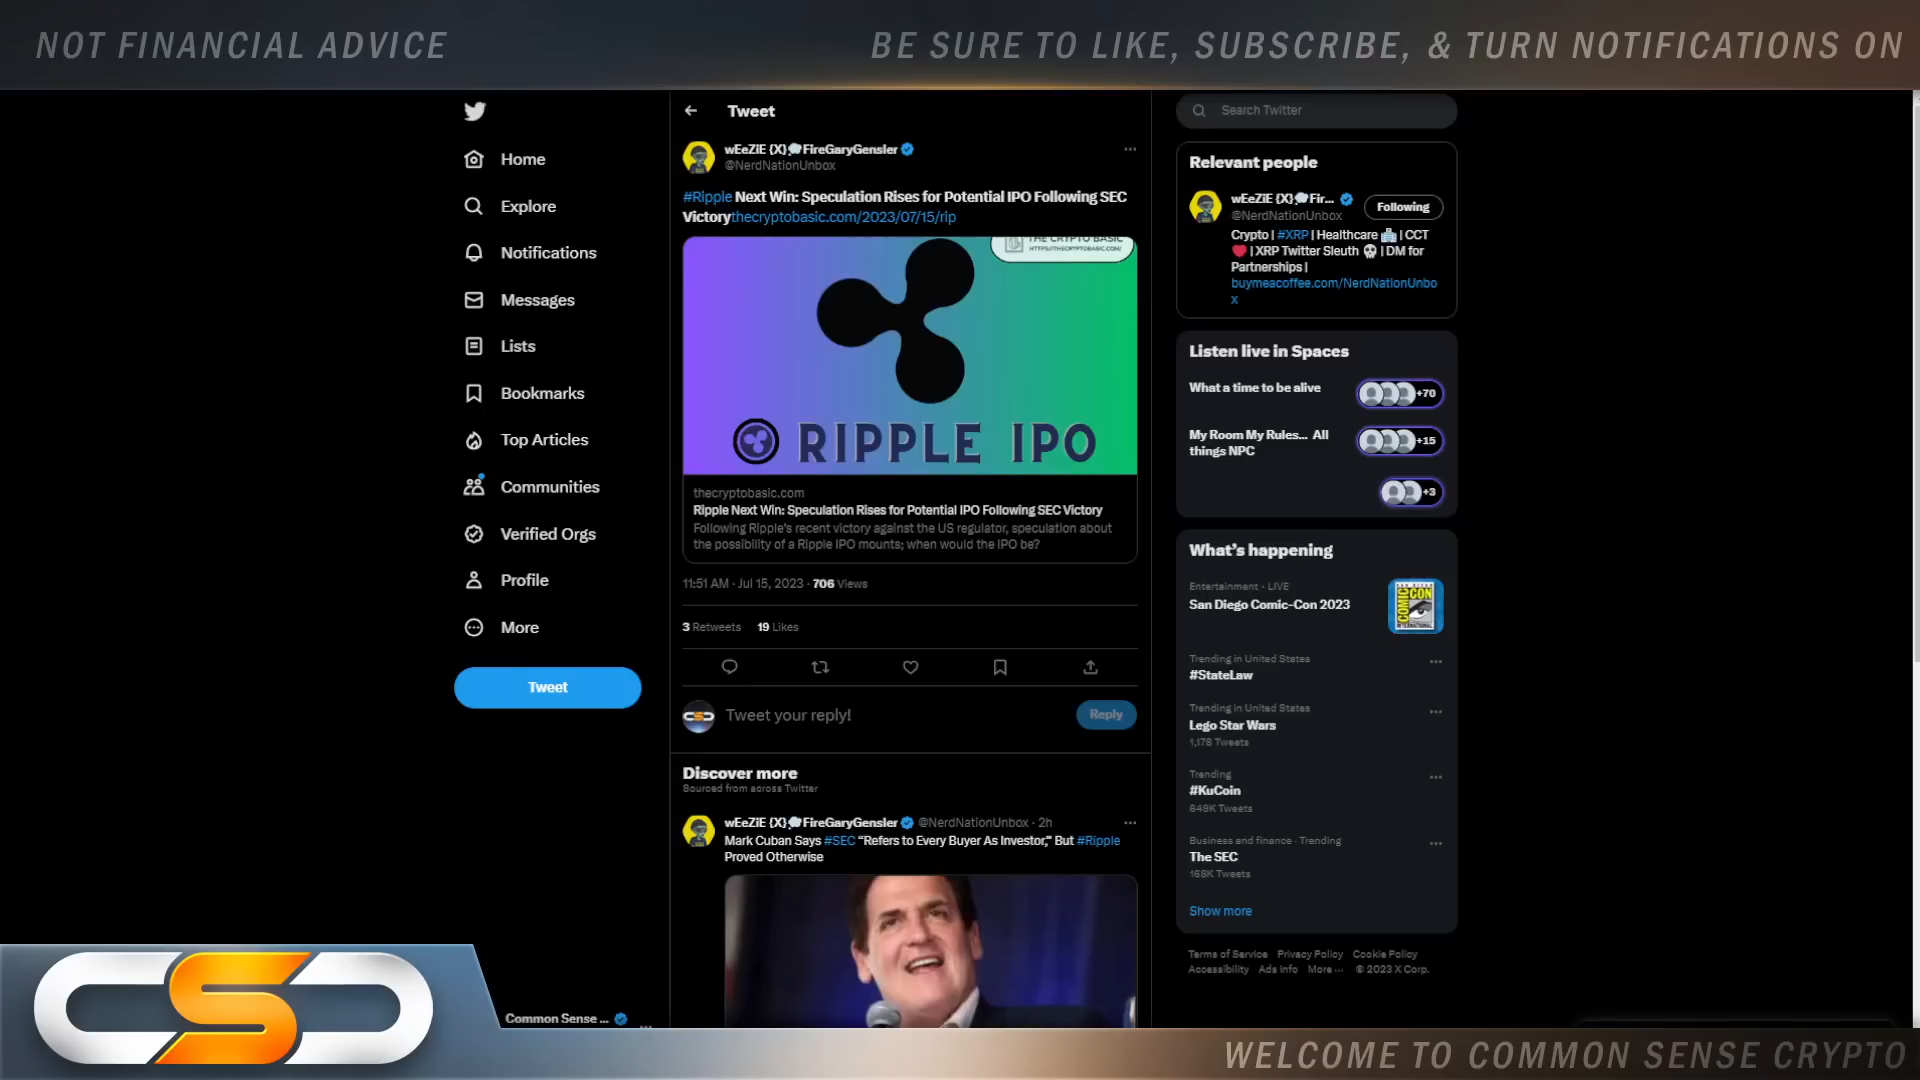 NOT FINANCIAL ADVICE
BE SURE TO LIKE, SUBSCRIBE, & TURN NOTIFICATIONS ON
Home
Explore
Notifications
Messages
Lists
Bookmarks
Top Articles
Communities
Verified Orgs
Profile
More
Tweet
Common Sense ...
Tweet
wEeZiE {X}💭FireGaryGensler
@NerdNationUnbox
#Ripple Next Win: Speculation Rises for Potential IPO Following SEC
Victorythecryptobasic.com/2023/07/15/rip
THE CRYPTO BASIC
HTTPS://THECRYPTOBASIC.COM/
RIPPLE IPO
thecryptobasic.com
Ripple Next Win: Speculation Rises for Potential IPO Following SEC Victory
Following Ripple's recent victory against the US regulator, speculation about
the possibility of a Ripple IPO mounts; when would the IPO be?
11:51 AM · Jul 15, 2023 · 706 Views
3 Retweets 19 Likes
Tweet your reply!
Reply
Discover more
Sourced from across Twitter
wEeZiE {X}💭FireGaryGensler @NerdNationUnbox · 2h
Mark Cuban Says #SEC “Refers to Every Buyer As Investor,” But #Ripple
Proved Otherwise
Search Twitter
Relevant people
wEeZiE {X}💭Fir...
@NerdNationUnbox
Following
Crypto | #XRP | Healthcare 🏥 | CCT
❤️ | XRP Twitter Sleuth 💀 | DM for
Partnerships |
buymeacoffee.com/NerdNationUnbo
x
Listen live in Spaces
What a time to be alive
+70
My Room My Rules... All
things NPC
+15
+3
What's happening
Entertainment · LIVE
San Diego Comic-Con 2023
COMIC CON
INTERNATIONAL
Trending in United States
#StateLaw
Trending in United States
Lego Star Wars
1,178 Tweets
Trending
#KuCoin
649K Tweets
Business and finance · Trending
The SEC
168K Tweets
Show more
Terms of Service Privacy Policy Cookie Policy
Accessibility Ads info More ··· © 2023 X Corp.
CSC
WELCOME TO COMMON SENSE CRYPTO